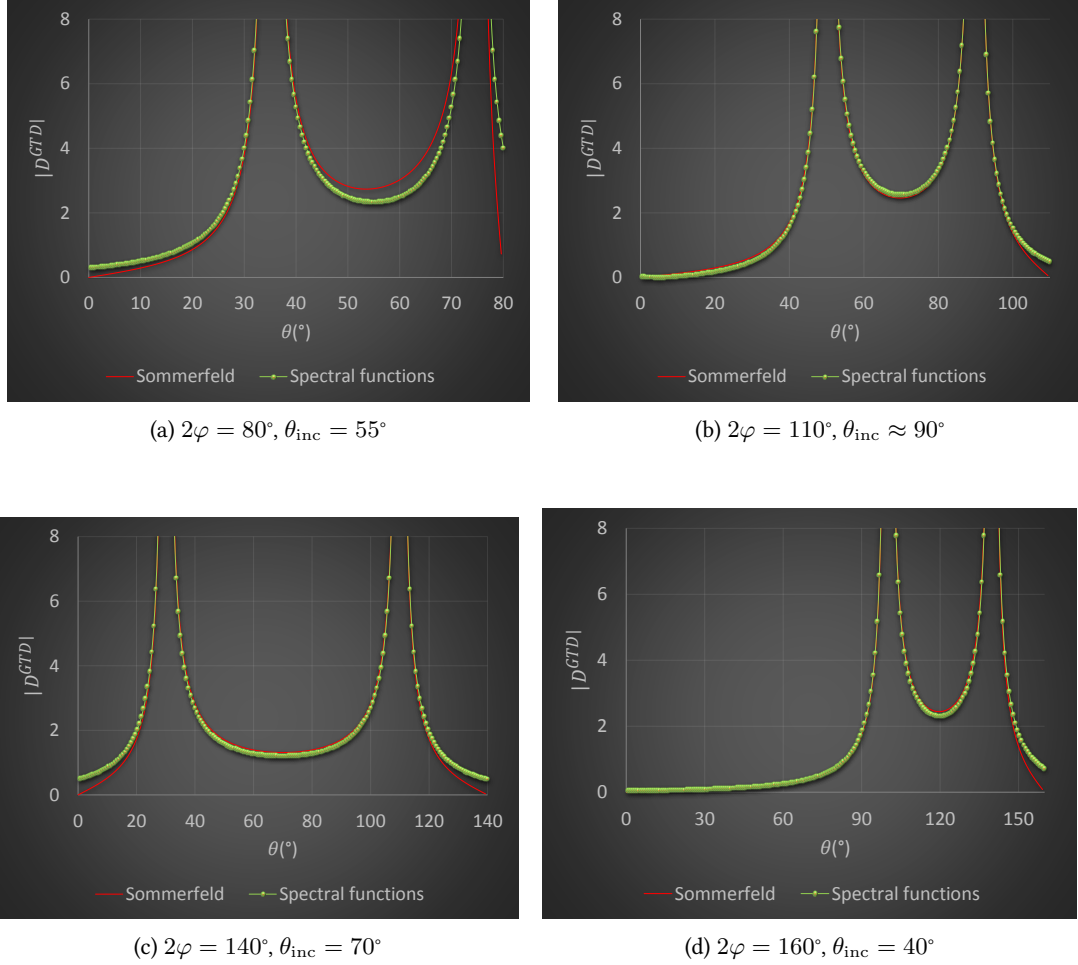 8
6
4
2
0
|D^{GTD}|
0 10 20 30 40 50 60 70 80
θ(°)
Sommerfeld Spectral functions
(a) 2φ = 80°, θ_inc = 55°
8
6
4
2
0
|D^{GTD}|
0 20 40 60 80 100
θ(°)
Sommerfeld Spectral functions
(b) 2φ = 110°, θ_inc ≈ 90°
8
6
4
2
0
|D^{GTD}|
0 20 40 60 80 100 120 140
θ(°)
Sommerfeld Spectral functions
(c) 2φ = 140°, θ_inc = 70°
8
6
4
2
0
|D^{GTD}|
0 30 60 90 120 150
θ(°)
Sommerfeld Spectral functions
(d) 2φ = 160°, θ_inc = 40°